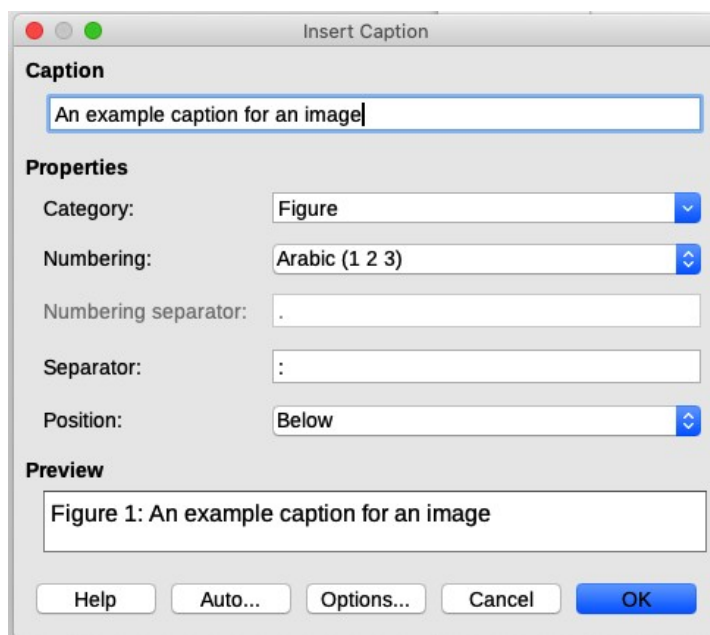 Insert Caption
Caption
An example caption for an image
Properties
Category: Figure
Numbering: Arabic (1 2 3)
Numbering separator: .
Separator: :
Position: Below
Preview
Figure 1: An example caption for an image
Help Auto... Options... Cancel OK